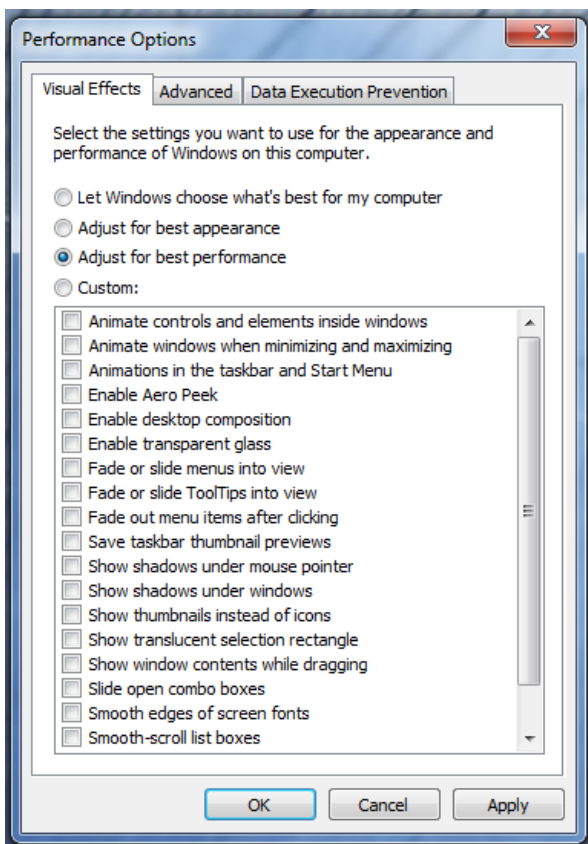 Performance Options
Visual Effects Advanced Data Execution Prevention
Select the settings you want to use for the appearance and
performance of Windows on this computer.
Let Windows choose what's best for my computer
Adjust for best appearance
Adjust for best performance
Custom:
Animate controls and elements inside windows
Animate windows when minimizing and maximizing
Animations in the taskbar and Start Menu
Enable Aero Peek
Enable desktop composition
Enable transparent glass
Fade or slide menus into view
Fade or slide ToolTips into view
Fade out menu items after clicking
Save taskbar thumbnail previews
Show shadows under mouse pointer
Show shadows under windows
Show thumbnails instead of icons
Show translucent selection rectangle
Show window contents while dragging
Slide open combo boxes
Smooth edges of screen fonts
Smooth-scroll list boxes
OK Cancel Apply